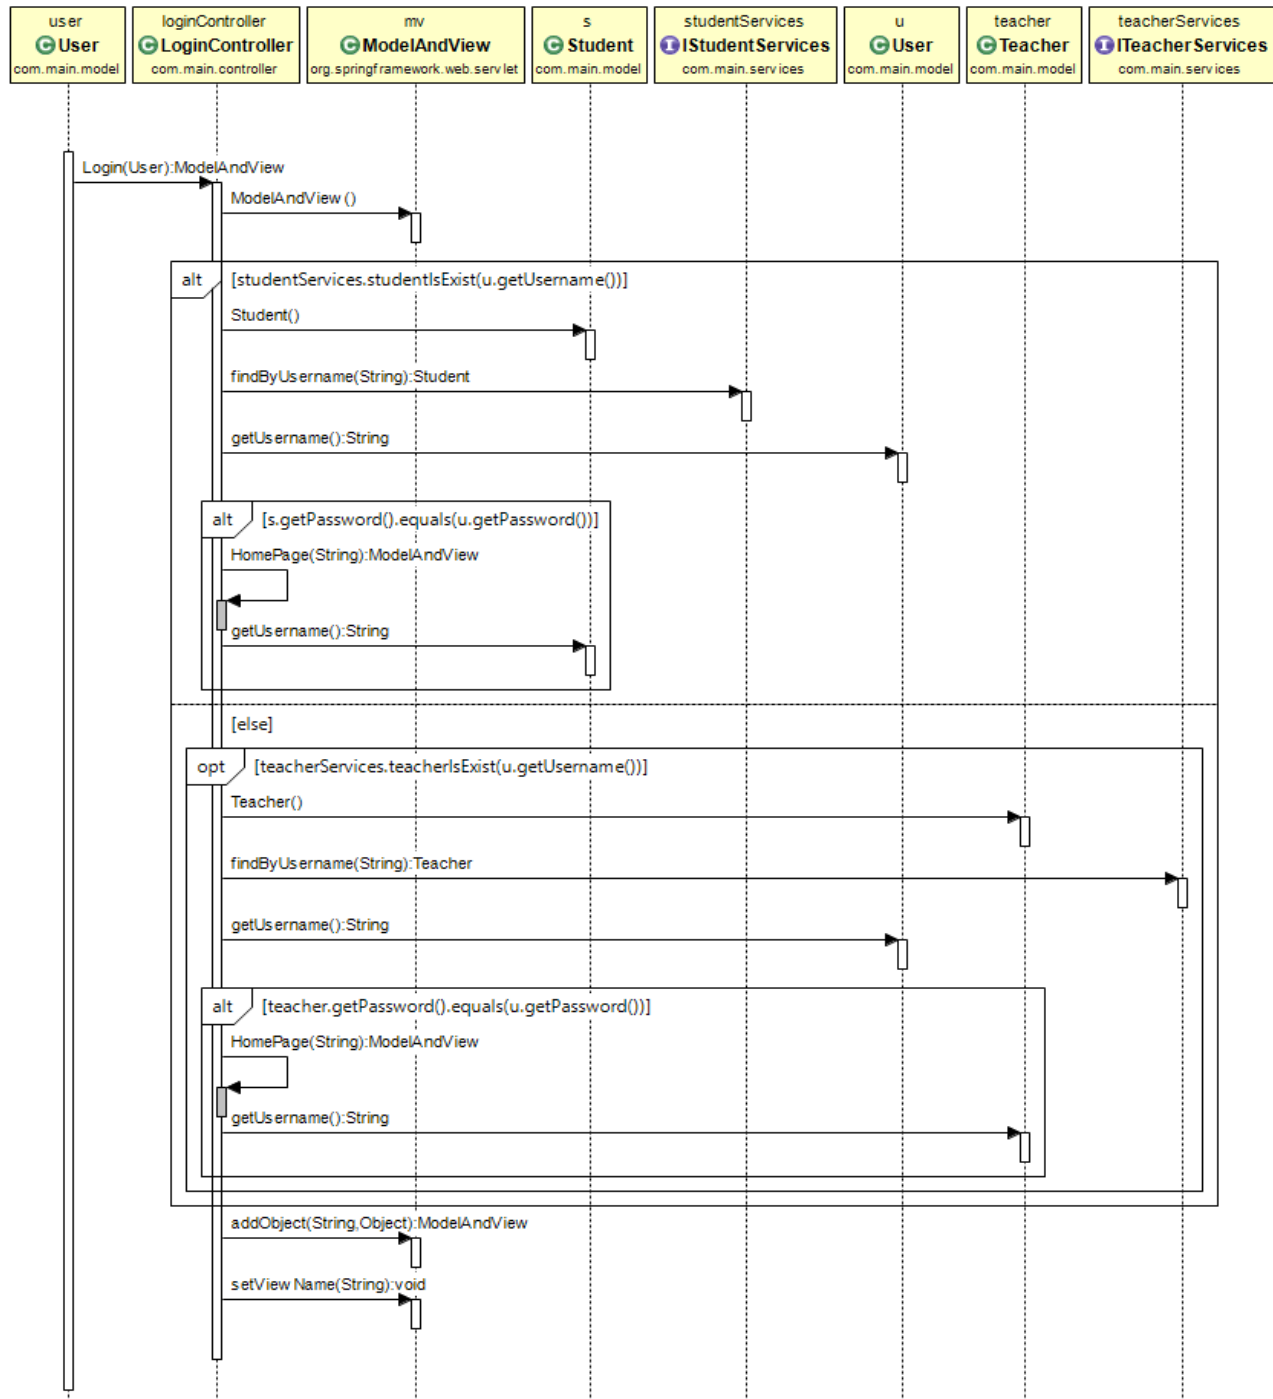 user loginController mv s studentServices u teacher teacherServices
C User C LoginController C ModelAndView C Student I IStudentServices C User C Teacher I ITeacherServices
com.main.model com.main.controller org.springframework.web.servlet com.main.model com.main.services com.main.model com.main.model com.main.services
Login(User):ModelAndView
ModelAndView()
alt [studentServices.studentIsExist(u.getUsername())]
Student()
findByUsername(String):Student
getUsername():String
alt [s.getPassword().equals(u.getPassword())]
HomePage(String):ModelAndView
getUsername():String
[else]
opt [teacherServices.teacherIsExist(u.getUsername())]
Teacher()
findByUsername(String):Teacher
getUsername():String
alt [teacher.getPassword().equals(u.getPassword())]
HomePage(String):ModelAndView
getUsername():String
addObject(String,Object):ModelAndView
setViewName(String):void